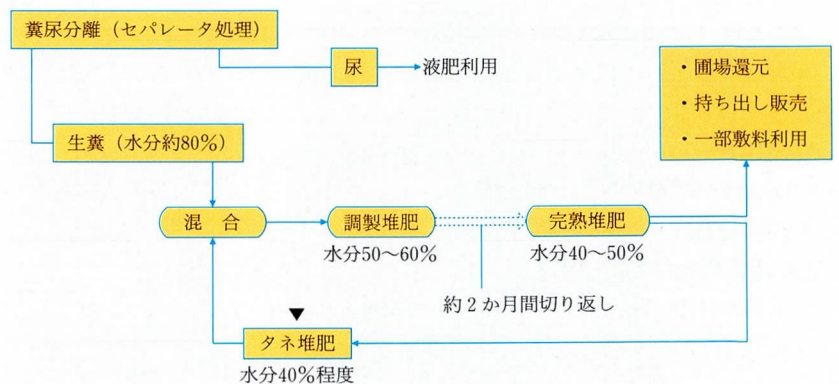 糞尿分離（セパレータ処理）
尿
液肥利用
・圃場還元
・持ち出し販売
・一部敷料利用
生糞（水分約80％）
混　合
調製堆肥
水分50～60％
完熟堆肥
水分40～50％
約2か月間切り返し
▼
タネ堆肥
水分40％程度